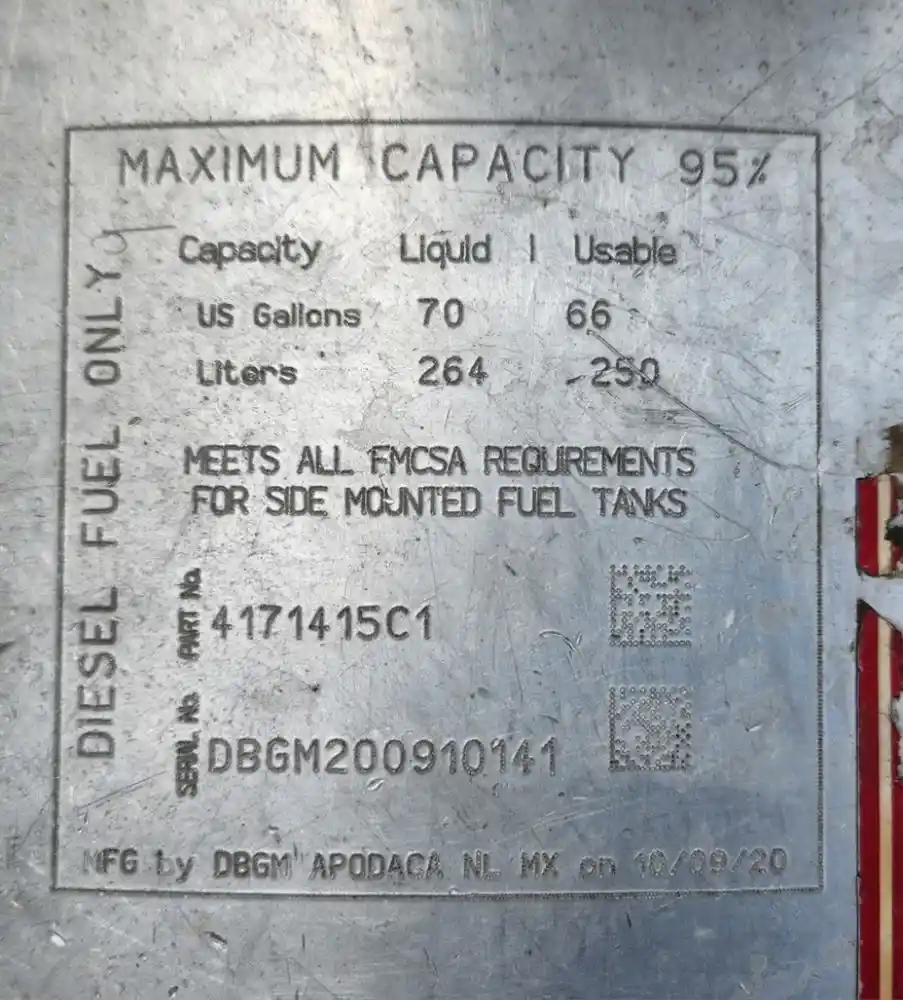 MAXIMUM CAPACITY 95%
Capacity Liquid | Usable
US Gallons 70 66
Liters 264 250
DIESEL FUEL ONLY
MEETS ALL FMCSA REQUIREMENTS
FOR SIDE MOUNTED FUEL TANKS
PART No. 4171415C1
SERIAL No. DBGM200910141
MFG by DBGM APODACA NL MX on 10/09/20